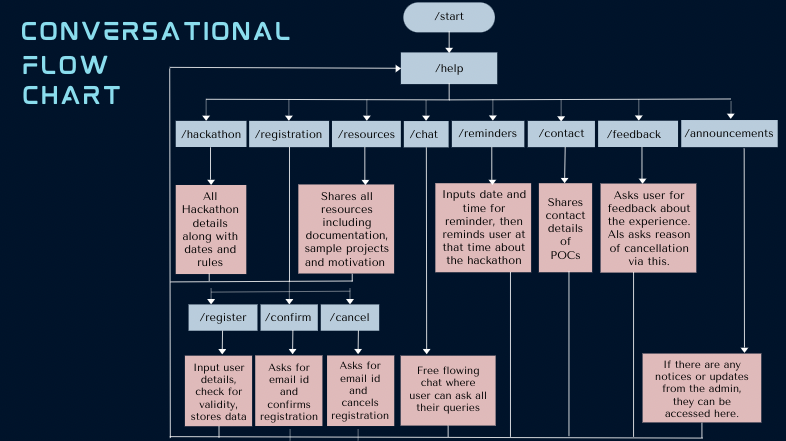 CONVERSATIONAL
FLOW
CHART
/start
/help
/hackathon
/registration
/resources
/chat
/reminders
/contact
/feedback
/announcements
All
Hackathon
details
along with
dates and
rules
Shares all
resources
including
documentation,
sample projects
and motivation
Inputs date and
time for
reminder, then
reminds user at
that time about
the hackathon
Shares
contact
details
of
POCs
Asks user for
feedback about
the experience.
Als asks reason
of cancellation
via this.
/register
/confirm
/cancel
Input user
details,
check for
validity,
stores data
Asks for
email id
and
confirms
registration
Asks for
email id
and
cancels
registration
Free flowing
chat where
user can ask all
their queries
If there are any
notices or updates
from the admin,
they can be
accessed here.